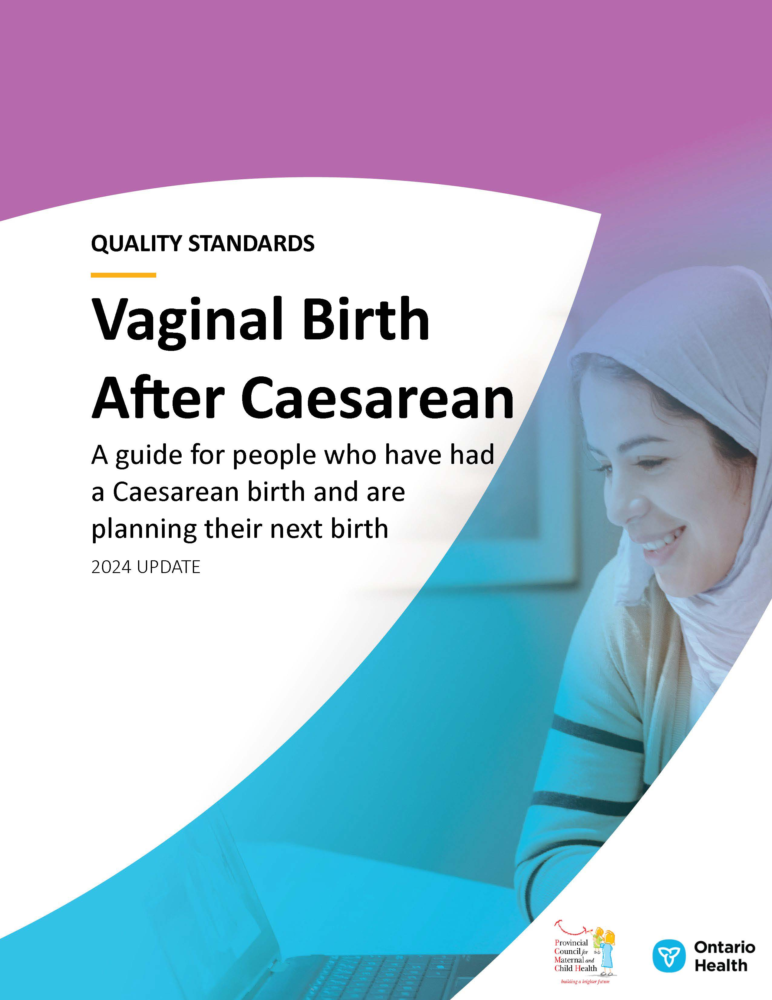 QUALITY STANDARDS
Vaginal Birth
After Caesarean
A guide for people who have had
a Caesarean birth and are
planning their next birth
2024 UPDATE
Provincial
Council for
Maternal and
Child Health
building a brighter future
Ontario
Health